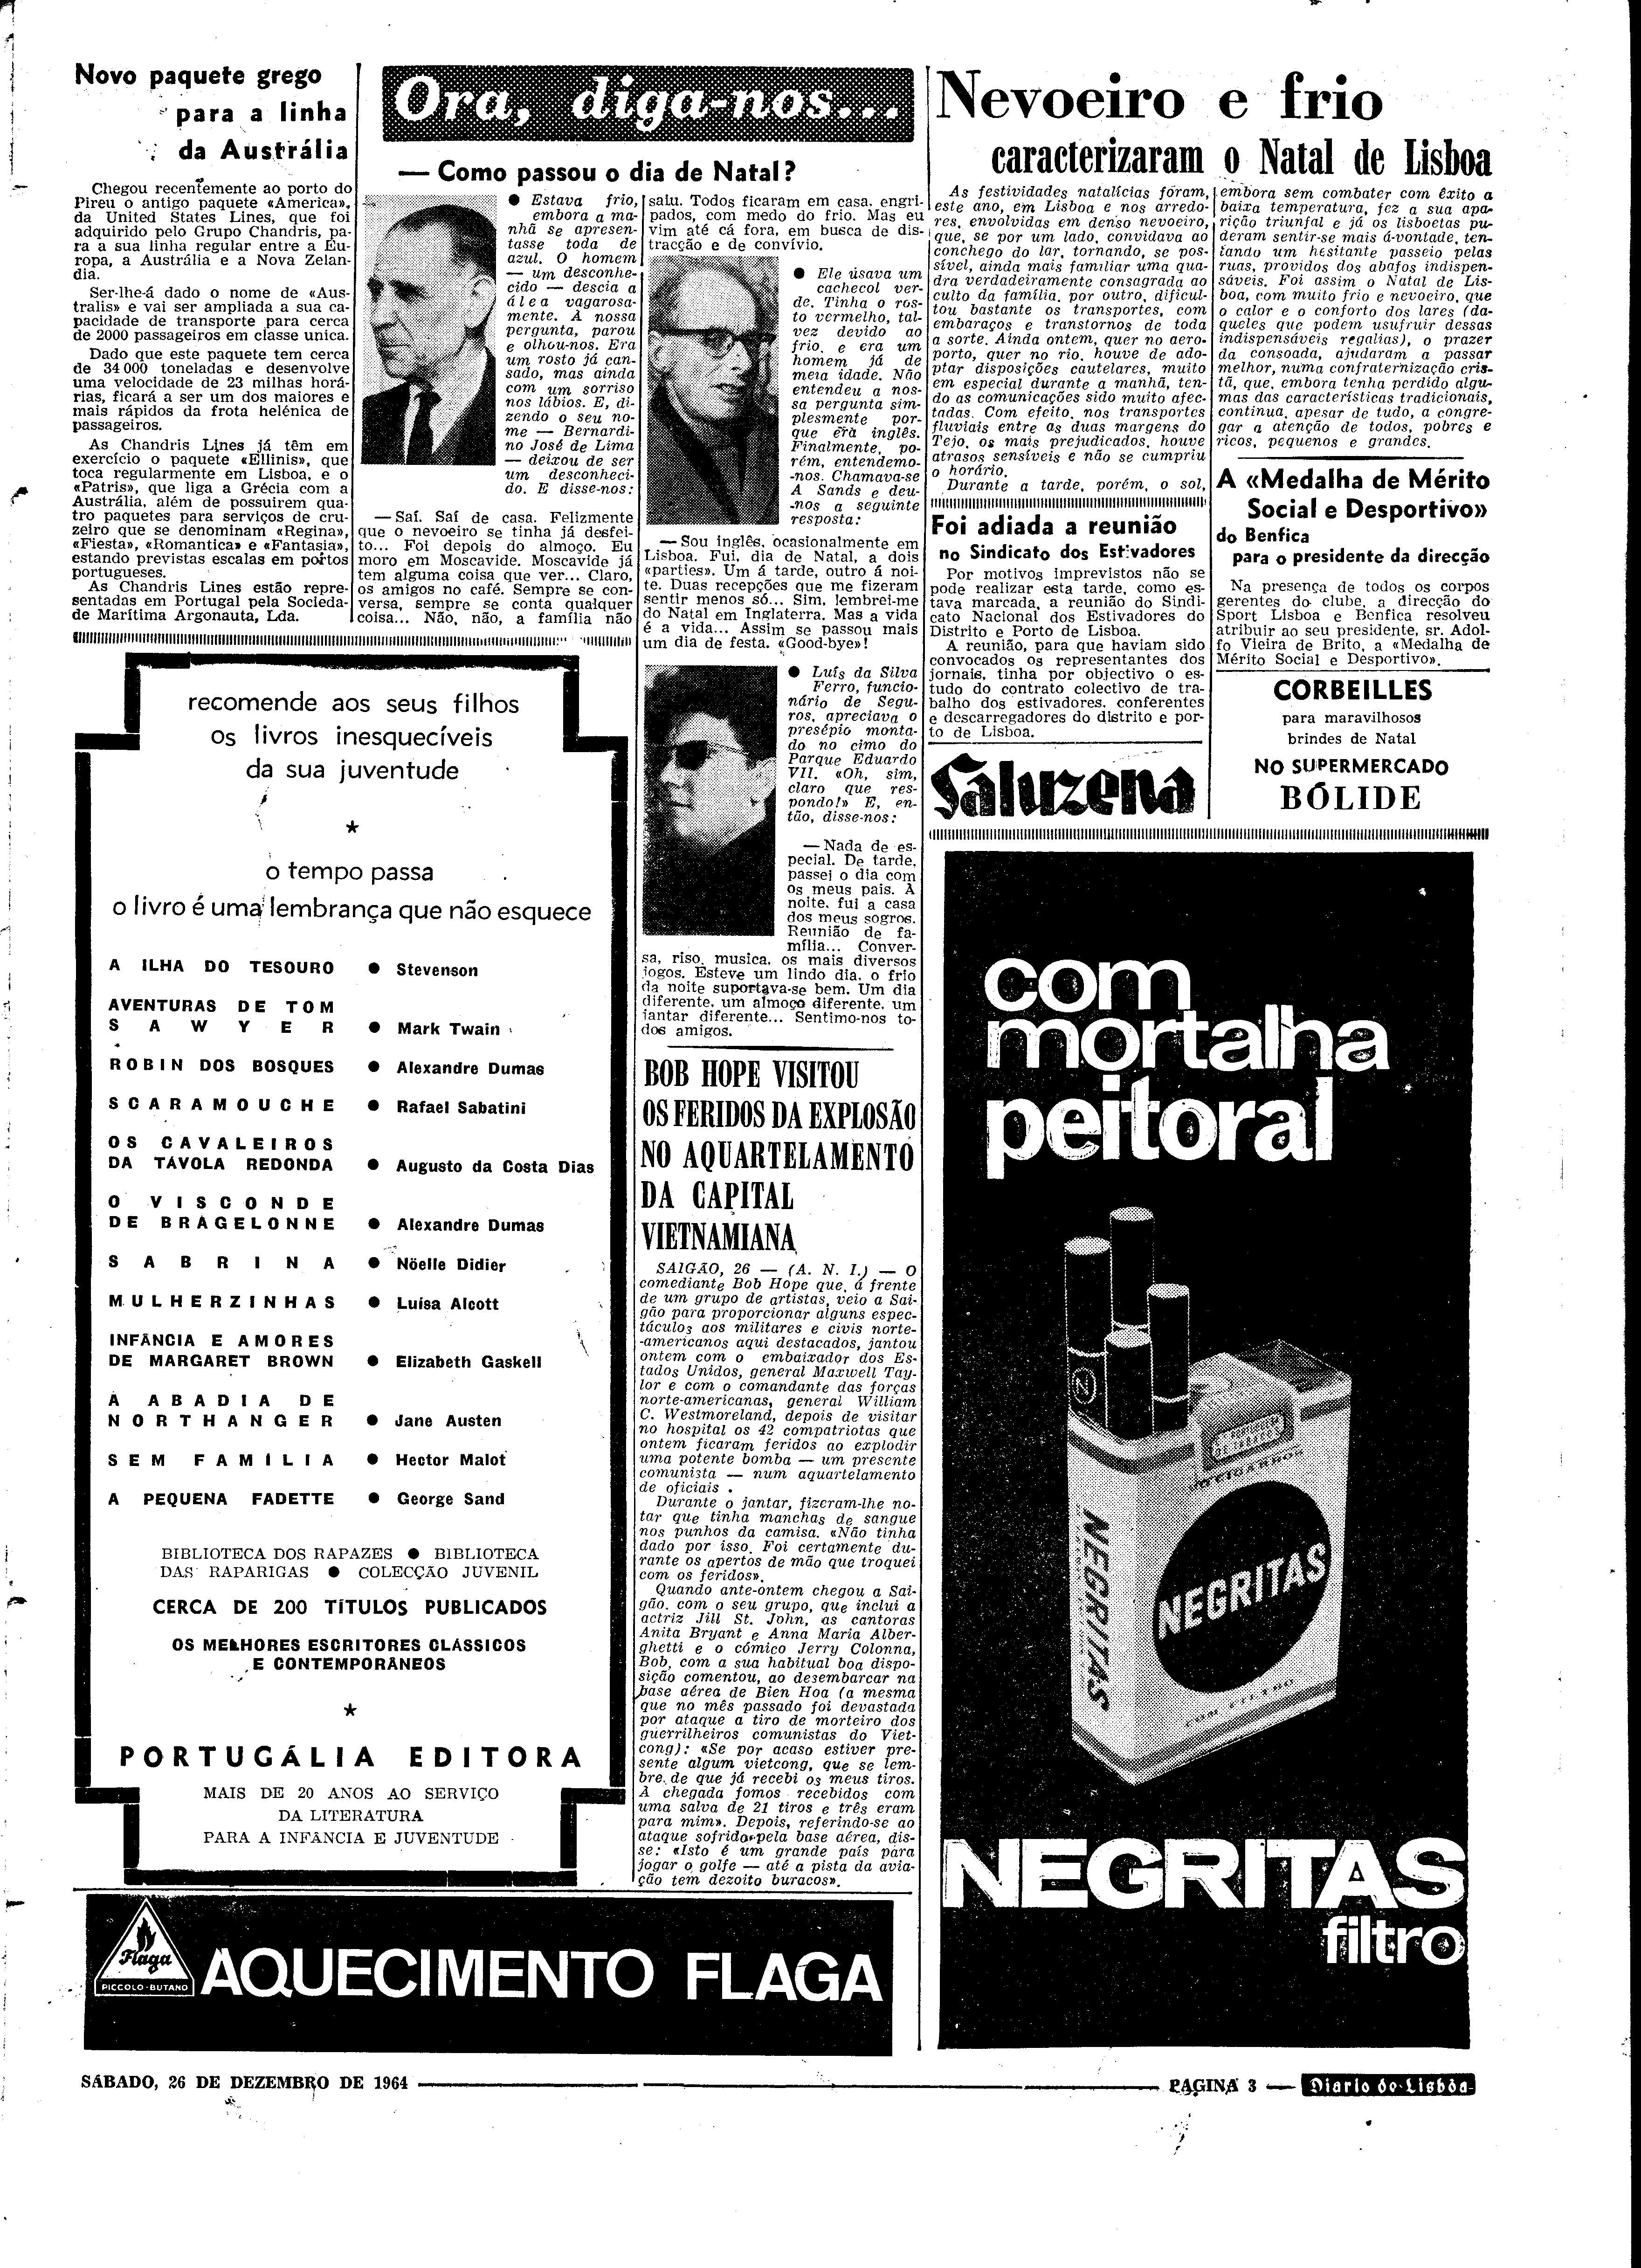 Novo paquete grego
para a linha
da Austrália
Chegou recentemente ao porto do
Pireu o antigo paquete «America»,
da United States Lines, que foi
adquirido pelo Grupo Chandris, pa-
ra a sua linha regular entre a Eu-
ropa, a Austrália e a Nova Zelan-
dia.
Ser-lhe-á dado o nome de «Aus-
tralis» e vai ser ampliada a sua ca-
pacidade de transporte para cerca
de 2000 passageiros em classe unica.
Dado que este paquete tem cerca
de 34 000 toneladas e desenvolve
uma velocidade de 23 milhas horá-
rias, ficará a ser um dos maiores e
mais rápidos da frota helénica de
passageiros.
As Chandris Lines já têm em
exercício o paquete «Ellinis», que
toca regularmente em Lisboa, e o
«Patris», que liga a Grécia com a
Austrália, além de possuirem qua-
tro paquetes para serviços de cru-
zeiro que se denominam «Regina»,
«Fiesta», «Romantica» e «Fantasia»,
estando previstas escalas em portos
portugueses.
As Chandris Lines estão repre-
sentadas em Portugal pela Socieda-
de Marítima Argonauta, Lda.
Ora, diga-nos...
— Como passou o dia de Natal?
● Estava frio,
embora a ma-
nhã se apresen-
tasse toda de
azul. O homem
— um desconhe-
cido — descia a
álea vagarosa-
mente. À nossa
pergunta, parou
e olhou-nos. Era
um rosto já can-
sado, mas ainda
com um sorriso
nos lábios. E, di-
zendo o seu no-
me — Bernardi-
no José de Lima
— deixou de ser
um desconheci-
do. E disse-nos:
— Saí. Saí de casa. Felizmente
que o nevoeiro se tinha já desfei-
to... Foi depois do almoço. Eu
moro em Moscavide. Moscavide já
tem alguma coisa que ver... Claro,
os amigos no café. Sempre se con-
versa, sempre se conta qualquer
coisa... Não, não, a família não
saiu. Todos ficaram em casa, engri-
pados, com medo do frio. Mas eu
vim até cá fora, em busca de dis-
tracção e de convívio.
● Ele usava um
cachecol ver-
de. Tinha o ros-
to vermelho, tal-
vez devido ao
frio, e era um
homem já de
meia idade. Não
entendeu a nos-
sa pergunta sim-
plesmente por-
que era inglês.
Finalmente, po-
rém, entendemo-
-nos. Chamava-se
A Sands e deu-
-nos a seguinte
resposta:
— Sou inglês, ocasionalmente em
Lisboa. Fui, dia de Natal, a dois
«parties». Um á tarde, outro á noi-
te. Duas recepções que me fizeram
sentir menos só... Sim, lembrei-me
do Natal em Inglaterra. Mas a vida
é a vida... Assim se passou mais
um dia de festa. «Good-bye»!
● Luís da Silva
Ferro, funcio-
nário de Segu-
ros, apreciava o
presépio monta-
do no cimo do
Parque Eduardo
VII. «Oh, sim,
claro que res-
pondo!» E, en-
tão, disse-nos:
— Nada de es-
pecial. De tarde,
passei o dia com
os meus pais. À
noite, fui a casa
dos meus sogros.
Reunião de fa-
mília... Conver-
sa, riso, musica, os mais diversos
jogos. Esteve um lindo dia, o frio
da noite suportava-se bem. Um dia
diferente, um almoço diferente, um
jantar diferente... Sentimo-nos to-
dos amigos.
BOB HOPE VISITOU
OS FERIDOS DA EXPLOSÃO
NO AQUARTELAMENTO
DA CAPITAL
VIETNAMIANA
SAIGÃO, 26 — (A. N. I.) — O
comediante Bob Hope que, á frente
de um grupo de artistas, veio a Sai-
gão para proporcionar alguns espec-
táculos aos militares e civis norte-
-americanos aqui destacados, jantou
ontem com o embaixador dos Es-
tados Unidos, general Maxwell Tay-
lor e com o comandante das forças
norte-americanas, general William
C. Westmoreland, depois de visitar
no hospital os 42 compatriotas que
ontem ficaram feridos ao explodir
uma potente bomba — um presente
comunista — num aquartelamento
de oficiais .
Durante o jantar, fizeram-lhe no-
tar que tinha manchas de sangue
nos punhos da camisa. «Não tinha
dado por isso. Foi certamente du-
rante os apertos de mão que troquei
com os feridos».
Quando ante-ontem chegou a Sai-
gão, com o seu grupo, que inclui a
actriz Jill St. John, as cantoras
Anita Bryant e Anna Maria Alber-
ghetti e o cómico Jerry Colonna,
Bob, com a sua habitual boa dispo-
sição comentou, ao desembarcar na
base aérea de Bien Hoa (a mesma
que no mês passado foi devastada
por ataque a tiro de morteiro dos
guerrilheiros comunistas do Viet-
cong): «Se por acaso estiver pre-
sente algum vietcong, que se lem-
bre de que já recebi os meus tiros.
À chegada fomos recebidos com
uma salva de 21 tiros e três eram
para mim». Depois, referindo-se ao
ataque sofrido pela base aérea, dis-
se: «Isto é um grande país para
jogar o golfe — até a pista da avia-
ção tem dezoito buracos».
Nevoeiro e frio
caracterizaram o Natal de Lisboa
As festividades natalícias foram,
este ano, em Lisboa e nos arredo-
res, envolvidas em denso nevoeiro,
que, se por um lado, convidava ao
conchego do lar, tornando, se pos-
sível, ainda mais familiar uma qua-
dra verdadeiramente consagrada ao
culto da família, por outro, dificul-
tou bastante os transportes, com
embaraços e transtornos de toda
a sorte. Ainda ontem, quer no aero-
porto, quer no rio, houve de ado-
ptar disposições cautelares, muito
em especial durante a manhã, ten-
do as comunicações sido muito afec-
tadas. Com efeito, nos transportes
fluviais entre as duas margens do
Tejo, os mais prejudicados, houve
atrasos sensíveis e não se cumpriu
o horário.
Durante a tarde, porém, o sol,
embora sem combater com êxito a
baixa temperatura, fez a sua apa-
rição triunfal e já os lisboetas pu-
deram sentir-se mais á-vontade, ten-
tando um hesitante passeio pelas
ruas, providos dos abafos indispen-
sáveis. Foi assim o Natal de Lis-
boa, com muito frio e nevoeiro, que
o calor e o conforto dos lares (da-
queles que podem usufruir dessas
indispensáveis regalias), o prazer
da consoada, ajudaram a passar
melhor, numa confraternização cris-
tã, que, embora tenha perdido algu-
mas das características tradicionais,
continua, apesar de tudo, a congre-
gar a atenção de todos, pobres e
ricos, pequenos e grandes.
Foi adiada a reunião
no Sindicato dos Estivadores
Por motivos imprevistos não se
pode realizar esta tarde, como es-
tava marcada, a reunião do Sindi-
cato Nacional dos Estivadores do
Distrito e Porto de Lisboa.
A reunião, para que haviam sido
convocados os representantes dos
jornais, tinha por objectivo o es-
tudo do contrato colectivo de tra-
balho dos estivadores, conferentes
e descarregadores do distrito e por-
to de Lisboa.
Saluzena
A «Medalha de Mérito
Social e Desportivo»
do Benfica
para o presidente da direcção
Na presença de todos os corpos
gerentes do clube, a direcção do
Sport Lisboa e Benfica resolveu
atribuir ao seu presidente, sr. Adol-
fo Vieira de Brito, a «Medalha de
Mérito Social e Desportivo».
CORBEILLES
para maravilhosos
brindes de Natal
NO SUPERMERCADO
BÓLIDE
recomende aos seus filhos
os livros inesquecíveis
da sua juventude
★
o tempo passa
o livro é uma lembrança que não esquece
A ILHA DO TESOURO ● Stevenson
AVENTURAS DE TOM
SAWYER ● Mark Twain
ROBIN DOS BOSQUES ● Alexandre Dumas
SCARAMOUCHE ● Rafael Sabatini
OS CAVALEIROS
DA TÁVOLA REDONDA ● Augusto da Costa Dias
O VISCONDE
DE BRAGELONNE ● Alexandre Dumas
SABRINA ● Nöelle Didier
MULHERZINHAS ● Luísa Alcott
INFÂNCIA E AMORES
DE MARGARET BROWN ● Elizabeth Gaskell
A ABADIA DE
NORTHANGER ● Jane Austen
SEM FAMÍLIA ● Hector Malot
A PEQUENA FADETTE ● George Sand
BIBLIOTECA DOS RAPAZES ● BIBLIOTECA
DAS RAPARIGAS ● COLECÇÃO JUVENIL
CERCA DE 200 TÍTULOS PUBLICADOS
OS MELHORES ESCRITORES CLÁSSICOS
E CONTEMPORÂNEOS
★
PORTUGÁLIA EDITORA
MAIS DE 20 ANOS AO SERVIÇO
DA LITERATURA
PARA A INFÂNCIA E JUVENTUDE
Flaga
PICCOLO-BUTANO
AQUECIMENTO FLAGA
com
mortalha
peitoral
NEGRITAS
NEGRITAS
COM FILTRO
NEGRITAS
filtro
SÁBADO, 26 DE DEZEMBRO DE 1964
PÁGINA 3 — Diario de Lisbôa